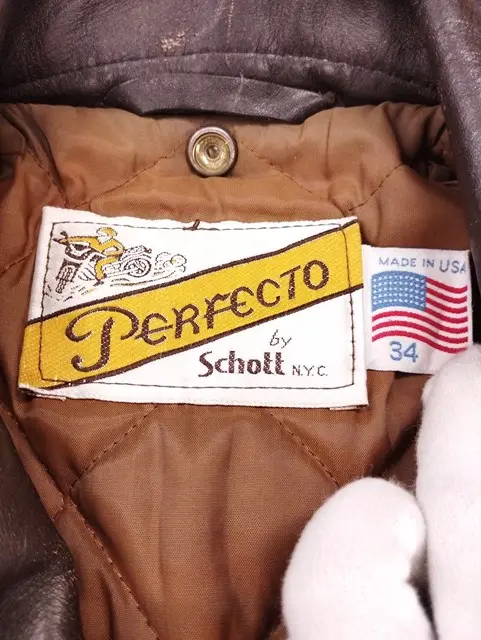 PERFECTO
by
Schott N.Y.C.
MADE IN USA
34